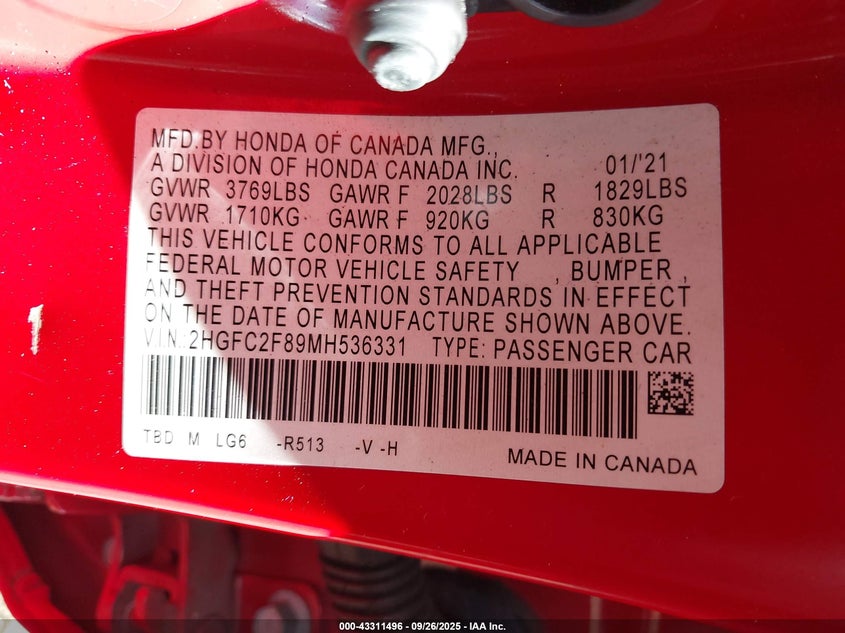 MFD.BY HONDA OF CANADA MFG.,
A DIVISION OF HONDA CANADA INC. 01/'21
GVWR 3769LBS GAWR F 2028LBS R 1829LBS
GVWR 1710KG GAWR F 920KG R 830KG
THIS VEHICLE CONFORMS TO ALL APPLICABLE
FEDERAL MOTOR VEHICLE SAFETY , BUMPER ,
AND THEFT PREVENTION STANDARDS IN EFFECT
ON THE DATE OF MANUFACTURE SHOWN ABOVE.
V.I.N.:2HGFC2F89MH536331 TYPE: PASSENGER CAR
TBD M LG6 -R513 -V -H
MADE IN CANADA
000-43311496 - 09/26/2025 - IAA Inc.